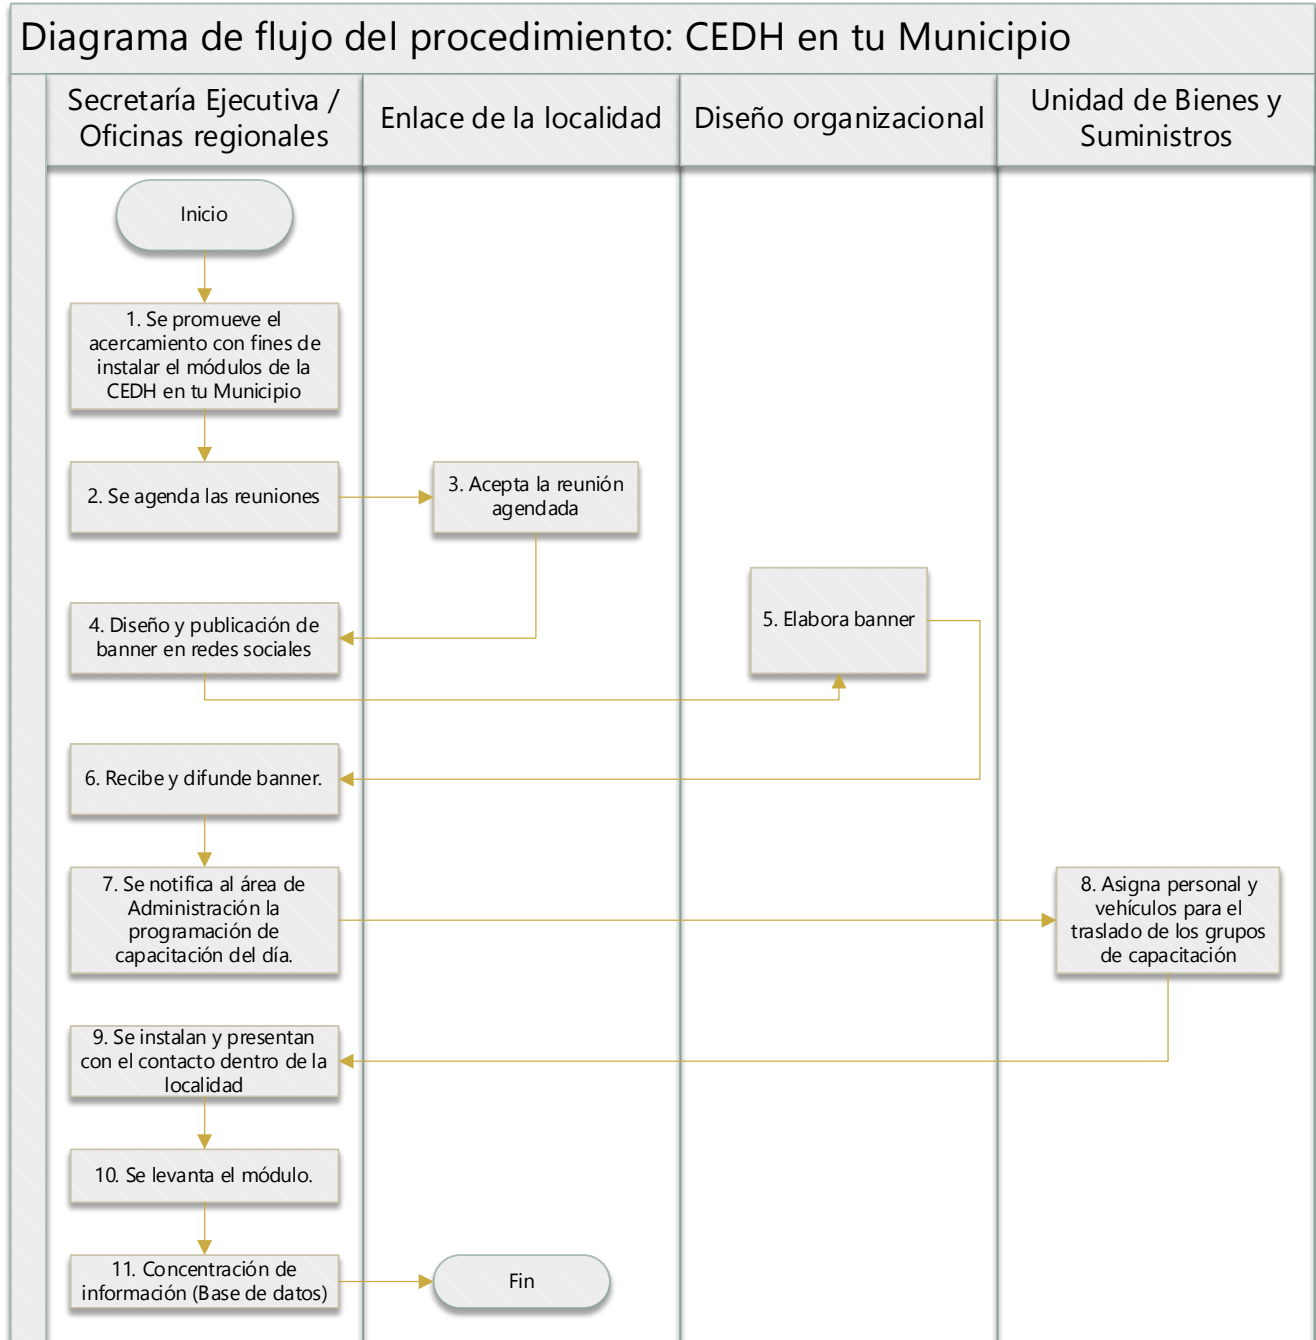 Diagrama de flujo del procedimiento: CEDH en tu Municipio
Secretaría Ejecutiva /
Oficinas regionales
Enlace de la localidad
Diseño organizacional
Unidad de Bienes y
Suministros
Inicio
1. Se promueve el
acercamiento con fines de
instalar el módulos de la
CEDH en tu Municipio
2. Se agenda las reuniones
3. Acepta la reunión
agendada
4. Diseño y publicación de
banner en redes sociales
5. Elabora banner
6. Recibe y difunde banner.
7. Se notifica al área de
Administración la
programación de
capacitación del día.
8. Asigna personal y
vehículos para el
traslado de los grupos
de capacitación
9. Se instalan y presentan
con el contacto dentro de la
localidad
10. Se levanta el módulo.
11. Concentración de
información (Base de datos)
Fin